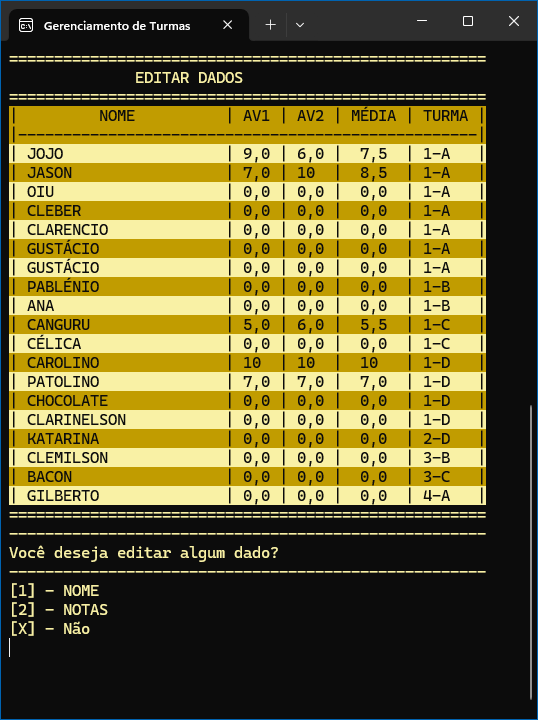 Gerenciamento de Turmas
=====================================================
EDITAR DADOS
=====================================================
| NOME | AV1 | AV2 | MÉDIA | TURMA |
|---------------------------------------------------|
| JOJO | 9,0 | 6,0 | 7,5 | 1-A |
| JASON | 7,0 | 10 | 8,5 | 1-A |
| OIU | 0,0 | 0,0 | 0,0 | 1-A |
| CLEBER | 0,0 | 0,0 | 0,0 | 1-A |
| CLARENCIO | 0,0 | 0,0 | 0,0 | 1-A |
| GUSTÁCIO | 0,0 | 0,0 | 0,0 | 1-A |
| GUSTÁCIO | 0,0 | 0,0 | 0,0 | 1-A |
| PABLÉNIO | 0,0 | 0,0 | 0,0 | 1-B |
| ANA | 0,0 | 0,0 | 0,0 | 1-B |
| CANGURU | 5,0 | 6,0 | 5,5 | 1-C |
| CÉLICA | 0,0 | 0,0 | 0,0 | 1-C |
| CAROLINO | 10 | 10 | 10 | 1-D |
| PATOLINO | 7,0 | 7,0 | 7,0 | 1-D |
| CHOCOLATE | 0,0 | 0,0 | 0,0 | 1-D |
| CLARINELSON | 0,0 | 0,0 | 0,0 | 1-D |
| KATARINA | 0,0 | 0,0 | 0,0 | 2-D |
| CLEMILSON | 0,0 | 0,0 | 0,0 | 3-B |
| BACON | 0,0 | 0,0 | 0,0 | 3-C |
| GILBERTO | 0,0 | 0,0 | 0,0 | 4-A |
=====================================================
-----------------------------------------------------
Você deseja editar algum dado?
-----------------------------------------------------
[1] - NOME
[2] - NOTAS
[X] - Não